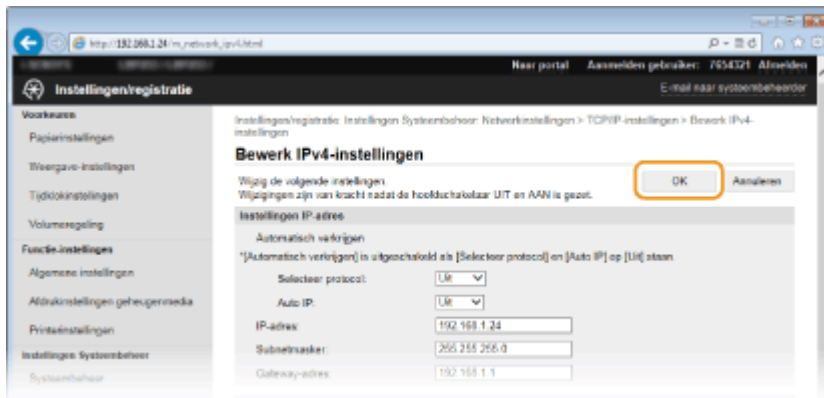 http://192.168.1.24/m_network_ipv4.html
Naar portal Aanmelden gebruiker: 7654321 Afmelden
Instellingen/registratie
E-mail naar systeembeheerder
Voorkeuren
Papierinstellingen
Weergave-instellingen
Tijdklokinstellingen
Volumeregeling
Functie-instellingen
Algemene instellingen
Afdrukinstellingen geheugenmedia
Printerinstellingen
Instellingen Systeembeheer
Systeembeheer
Instellingen/registratie: Instellingen Systeembeheer: Netwerkinstellingen > TCP/IP-instellingen > Bewerk IPv4-
instellingen
Bewerk IPv4-instellingen
Wijzig de volgende instellingen.
Wijzigingen zijn van kracht nadat de hoofdschakelaar UIT en AAN is gezet.
OK Annuleren
Instellingen IP-adres
Automatisch verkrijgen
*[Automatisch verkrijgen] is uitgeschakeld als [Selecteer protocol] en [Auto IP] op [Uit] staan.
Selecteer protocol: Uit
Auto IP: Uit
IP-adres: 192.168.1.24
Subnetmasker: 255.255.255.0
Gateway-adres: 192.168.1.1